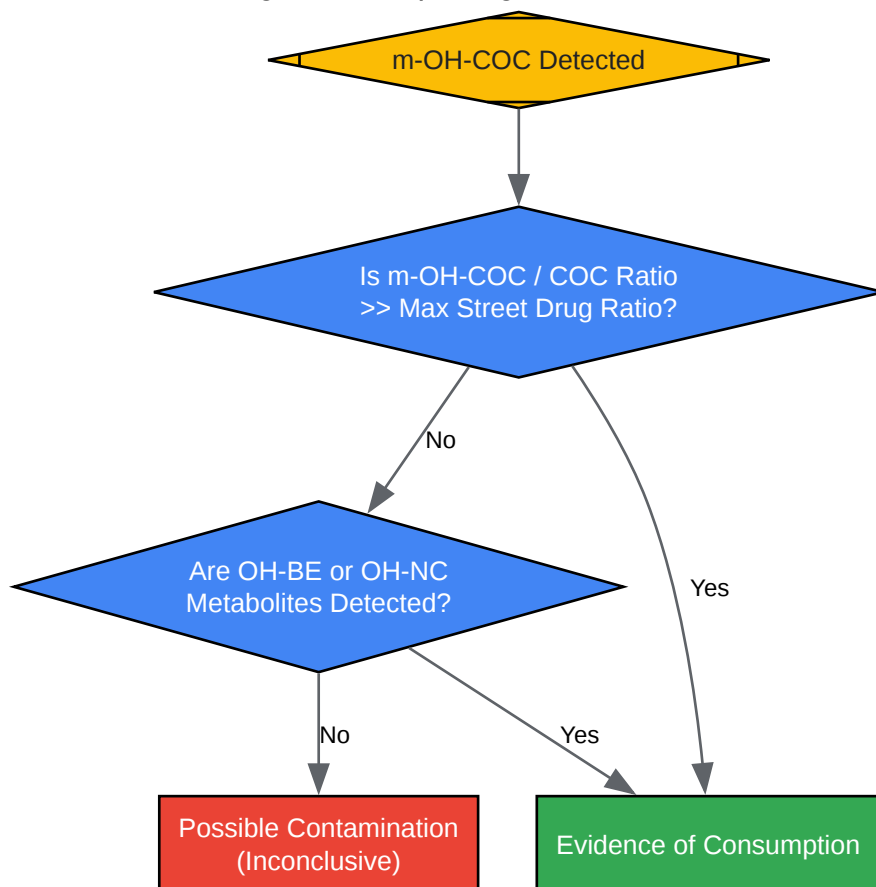 m-OH-COC Detected
Is m-OH-COC / COC Ratio
>> Max Street Drug Ratio?
No
Are OH-BE or OH-NC
Metabolites Detected?
Yes
No
Yes
Possible Contamination
(Inconclusive)
Evidence of Consumption